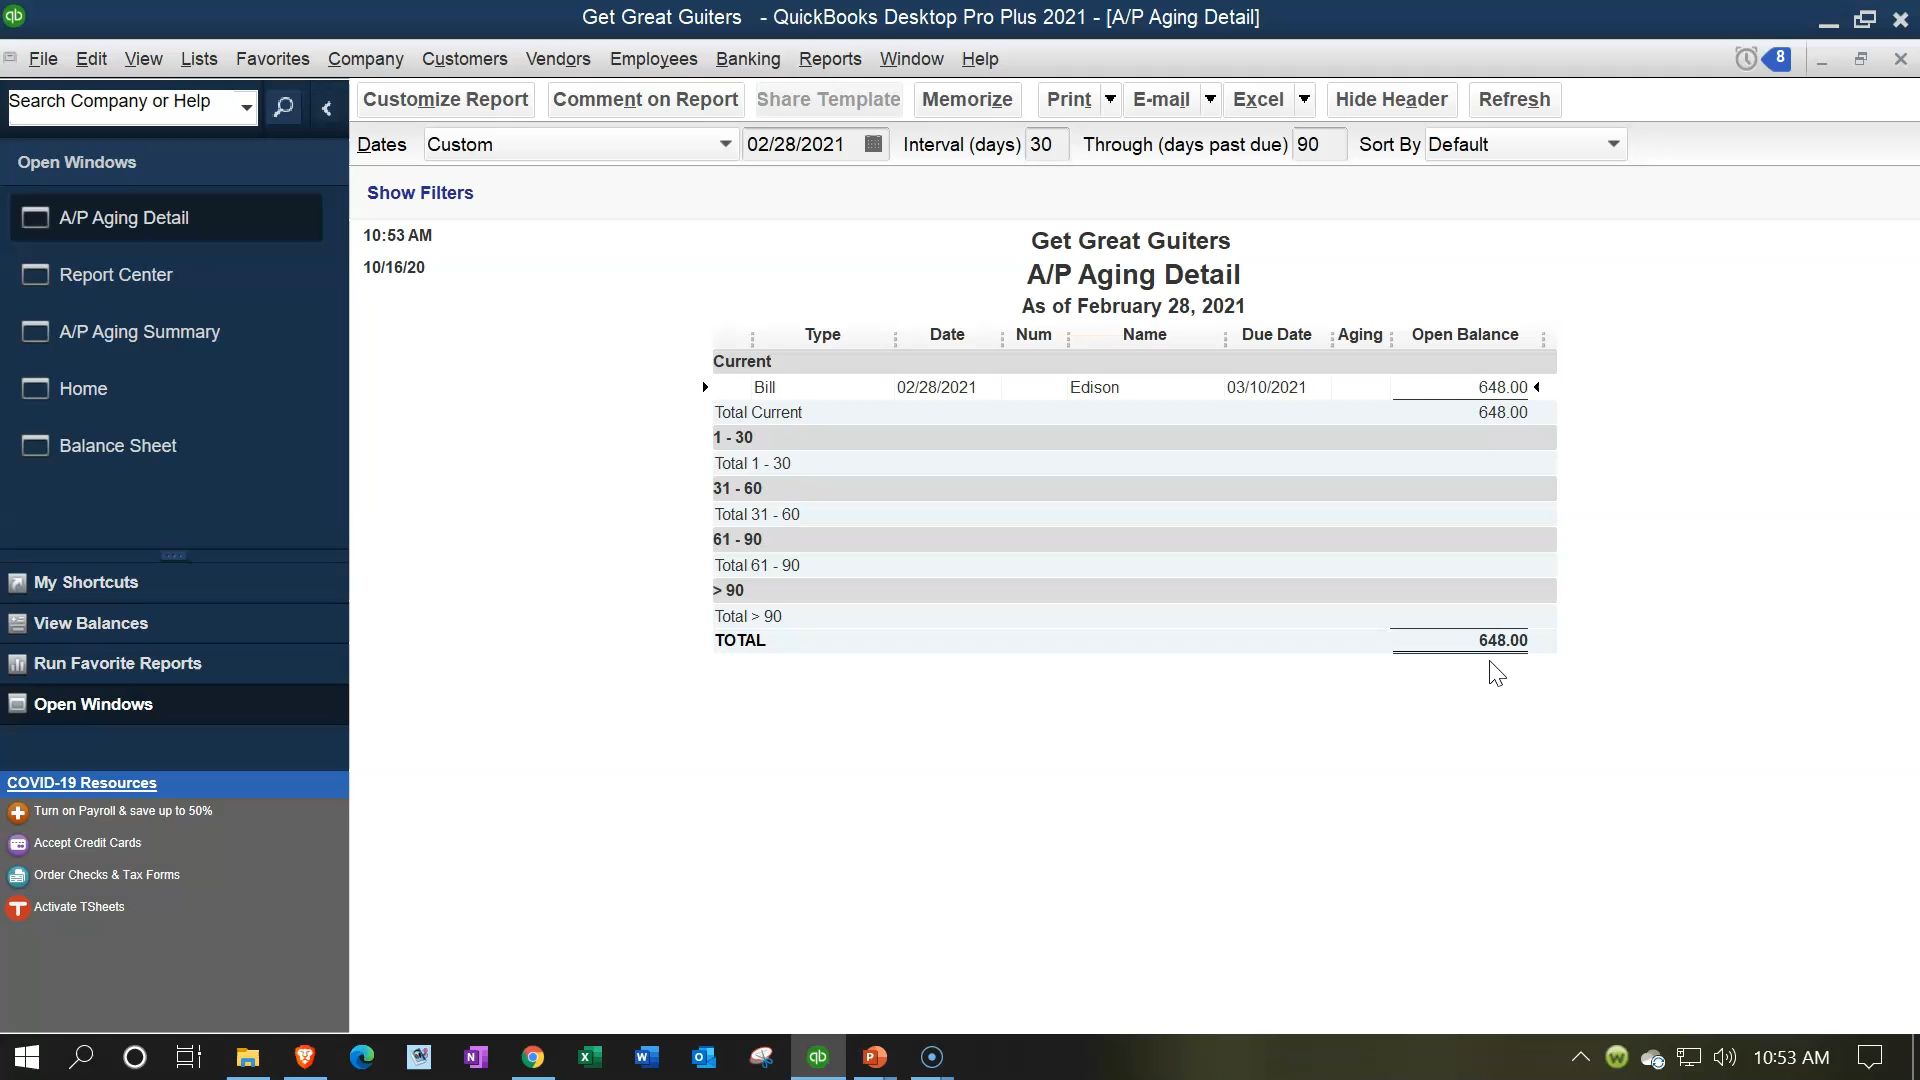 Get Great Guiters - QuickBooks Desktop Pro Plus 2021 - [A/P Aging Detail]
File Edit View Lists Favorites Company Customers Vendors Employees Banking Reports Window Help 8
Search Company or Help
Customize Report Comment on Report Share Template Memorize Print E-mail Excel Hide Header Refresh
Dates Custom 02/28/2021 Interval (days) 30 Through (days past due) 90 Sort By Default
Open Windows
A/P Aging Detail
Report Center
A/P Aging Summary
Home
Balance Sheet
My Shortcuts
View Balances
Run Favorite Reports
Open Windows
COVID-19 Resources
Turn on Payroll & save up to 50%
Accept Credit Cards
Order Checks & Tax Forms
Activate TSheets
Show Filters
10:53 AM
10/16/20
Get Great Guiters
A/P Aging Detail
As of February 28, 2021
Type Date Num Name Due Date Aging Open Balance
Current
Bill 02/28/2021 Edison 03/10/2021 648.00
Total Current 648.00
1 - 30
Total 1 - 30
31 - 60
Total 31 - 60
61 - 90
Total 61 - 90
> 90
Total > 90
TOTAL 648.00
10:53 AM